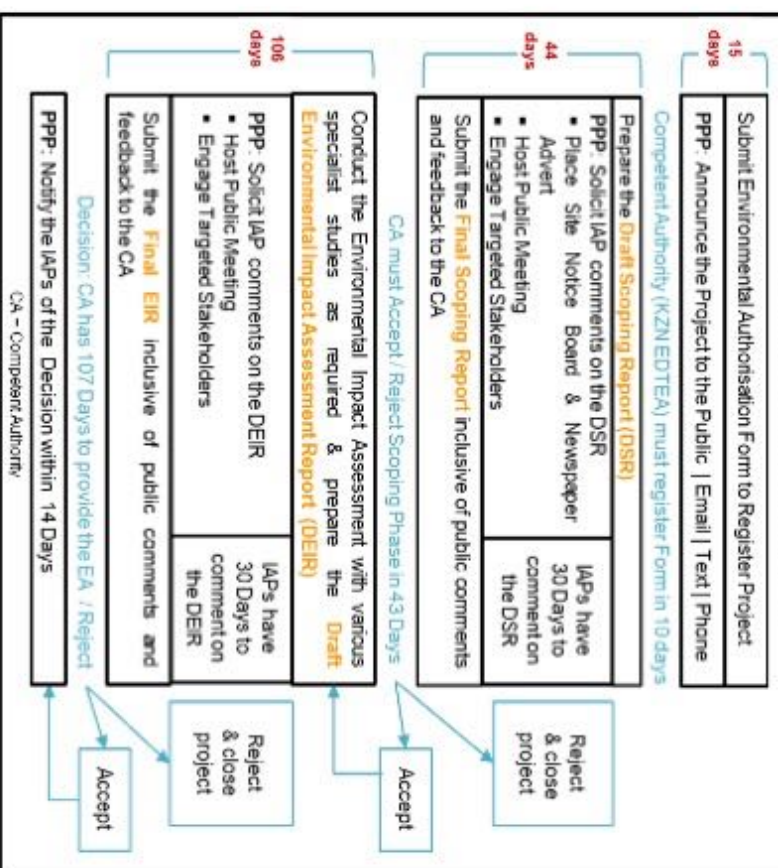 15
days
Submit Environmental Authorisation Form to Register Project
PPP: Announce the Project to the Public | Email | Text | Phone
Competent Authority (KZN EDTEA) must register Form in 10 days
44
days
Prepare the Draft Scoping Report (DSR)
PPP: Solicit IAP comments on the DSR
▪ Place Site Notice Board & Newspaper
Advert
▪ Host Public Meeting
▪ Engage Targeted Stakeholders
IAPs have
30 Days to
comment on
the DSR
Submit the Final Scoping Report inclusive of public comments
and feedback to the CA
Reject
& close
project
CA must Accept / Reject Scoping Phase in 43 Days
Accept
106
days
Conduct the Environmental Impact Assessment with various
specialist studies as required & prepare the Draft
Environmental Impact Assessment Report (DEIR)
PPP: Solicit IAP comments on the DEIR
▪ Host Public Meeting
▪ Engage Targeted Stakeholders
IAPs have
30 Days to
comment on
the DEIR
Submit the Final EIR inclusive of public comments and
feedback to the CA
Reject
& close
project
Decision: CA has 107 Days to provide the EA / Reject
Accept
PPP: Notify the IAPs of the Decision within 14 Days
CA – Competent Authority